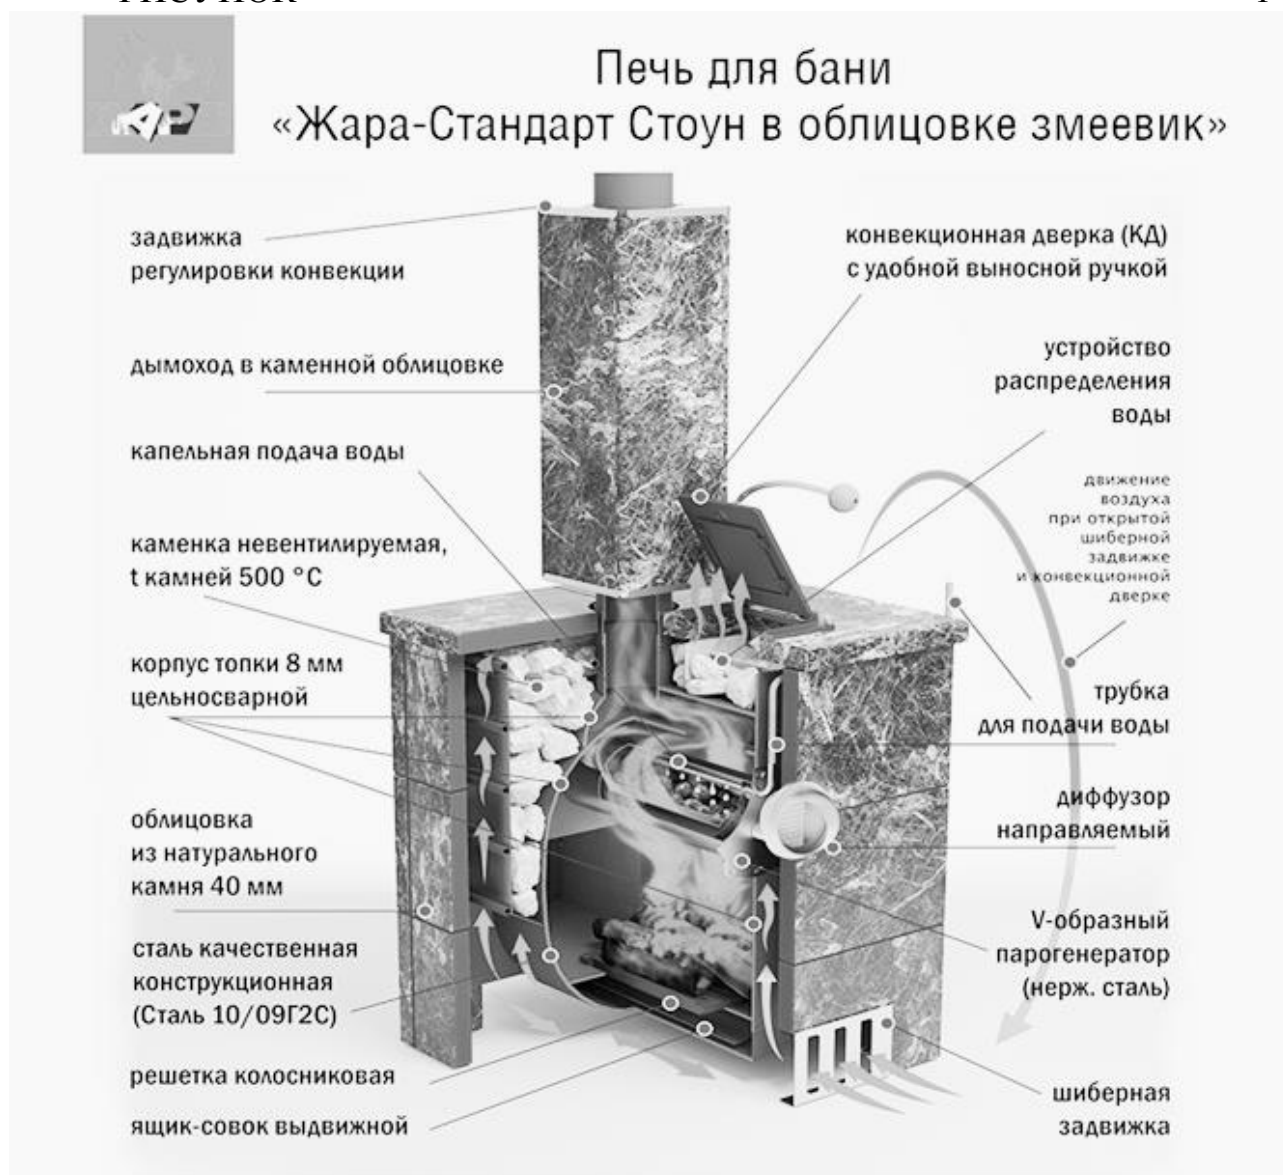 Печь для бани
«Жара-Стандарт Стоун в облицовке змеевик»
задвижка
регулировки конвекции
дымоход в каменной облицовке
капельная подача воды
каменка невентилируемая,
t камней 500 °C
корпус топки 8 мм
цельносварной
облицовка
из натурального
камня 40 мм
сталь качественная
конструкционная
(Сталь 10/09Г2С)
решетка колосниковая
ящик-совок выдвижной
конвекционная дверка (КД)
с удобной выносной ручкой
устройство
распределения
воды
движение
воздуха
при открытой
шиберной
задвижке
и конвекционной
дверке
трубка
для подачи воды
диффузор
направляемый
V-образный
парогенератор
(нерж. сталь)
шиберная
задвижка